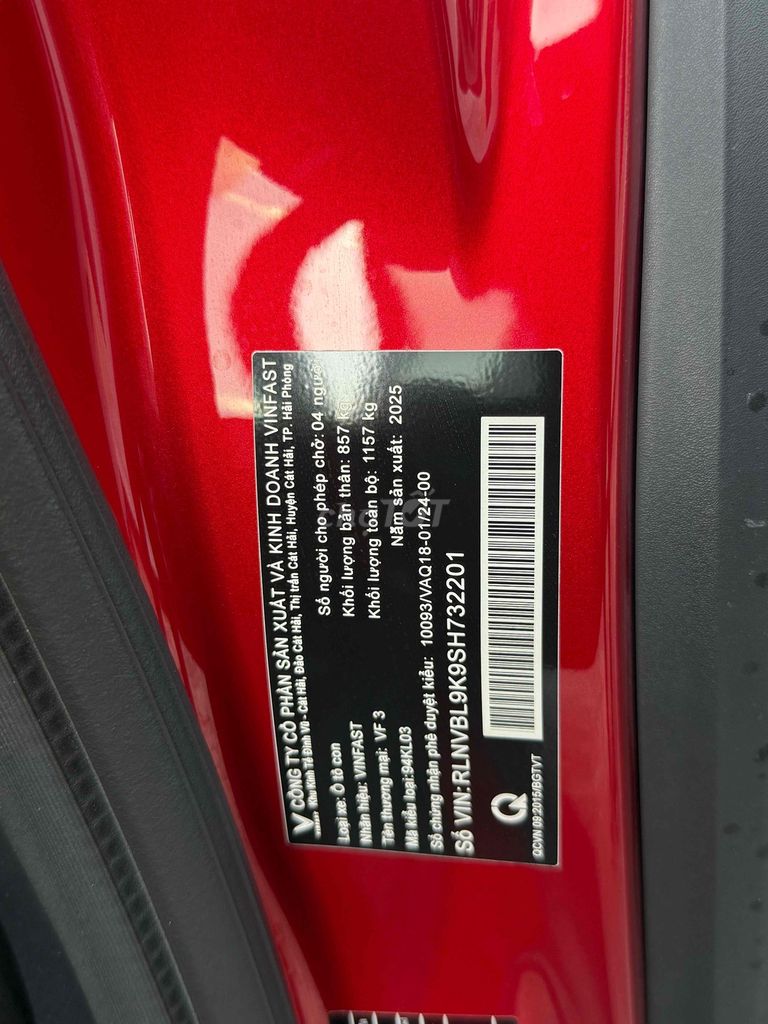 CÔNG TY CỔ PHẦN SẢN XUẤT VÀ KINH DOANH VINFAST
Khu Kinh Tế Đình Vũ - Cát Hải, Đảo Cát Hải, Thị trấn Cát Hải, Huyện Cát Hải, TP. Hải Phòng
Loại xe: Ô tô con
Số người cho phép chở: 04 người
Nhãn hiệu: VINFAST
Khối lượng bản thân: 857 kg
Tên thương mại: VF 3
Khối lượng toàn bộ: 1157 kg
Mã kiểu loại: 94KL03
Năm sản xuất: 2025
Số chứng nhận phê duyệt kiểu: 10093/VAQ18-01/24-00
Số VIN: RLNVBL9K9SH732201
QCVN 09:2015/BGTVT
chợTỐT